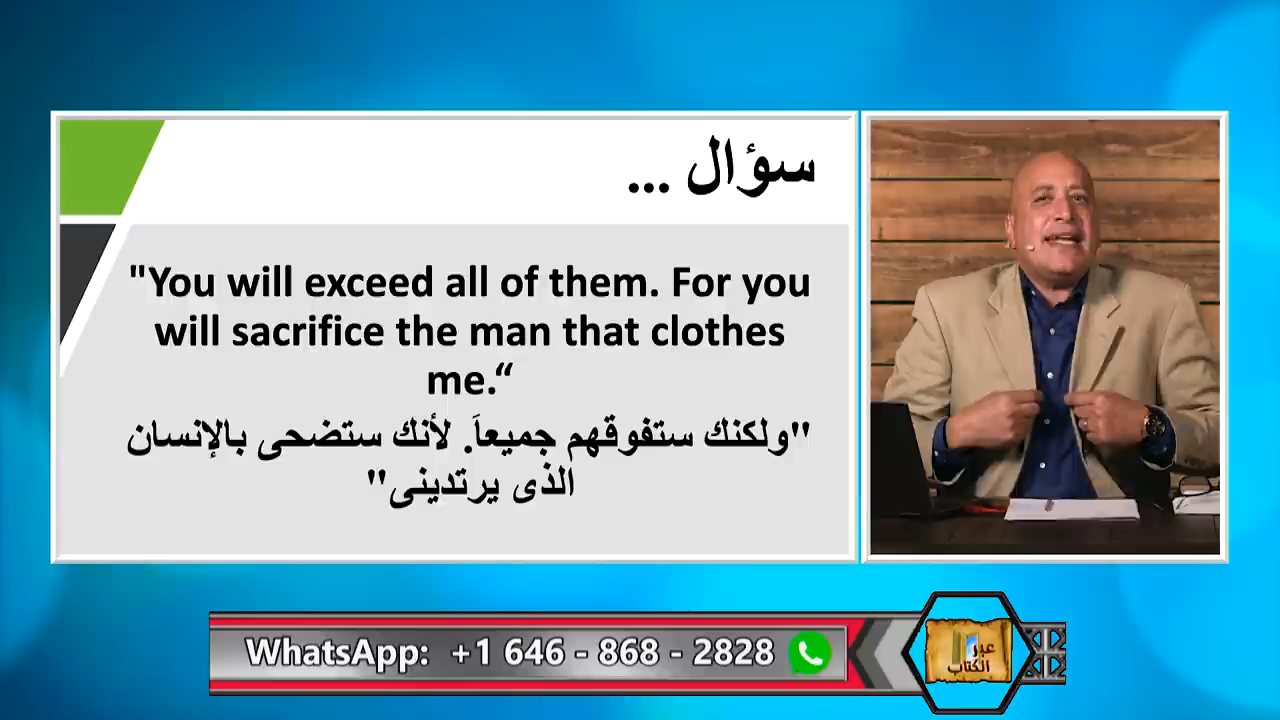 سؤال ...
"You will exceed all of them. For you
will sacrifice the man that clothes
me.“
"ولكنك ستفوقهم جميعاَ. لأنك ستضحى بالإنسان
الذى يرتدينى"
WhatsApp: +1 646 - 868 - 2828
عبر
الكتاب